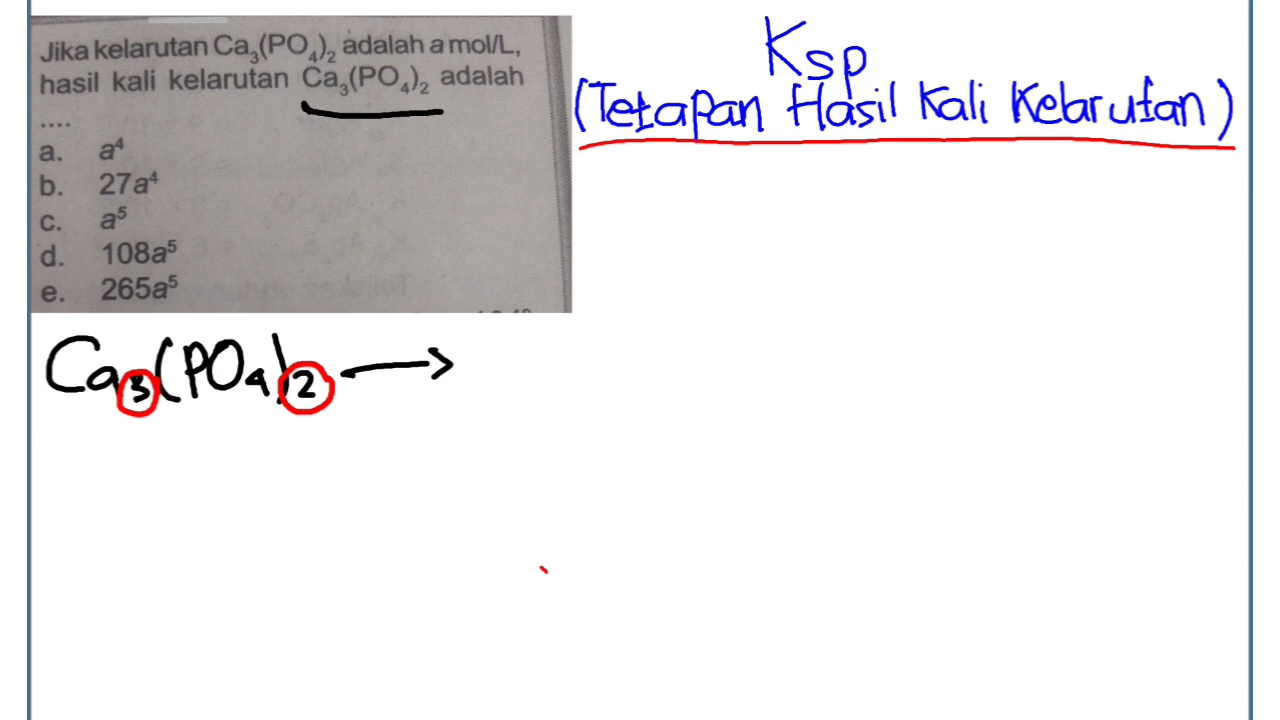 Jika kelarutan Ca₃(PO₄)₂ adalah a mol/L,
hasil kali kelarutan Ca₃(PO₄)₂ adalah
....
a. a⁴
b. 27a⁴
c. a⁵
d. 108a⁵
e. 265a⁵
Ksp
(Tetapan Hasil Kali Kelarutan)
Ca₃(PO₄)₂ →